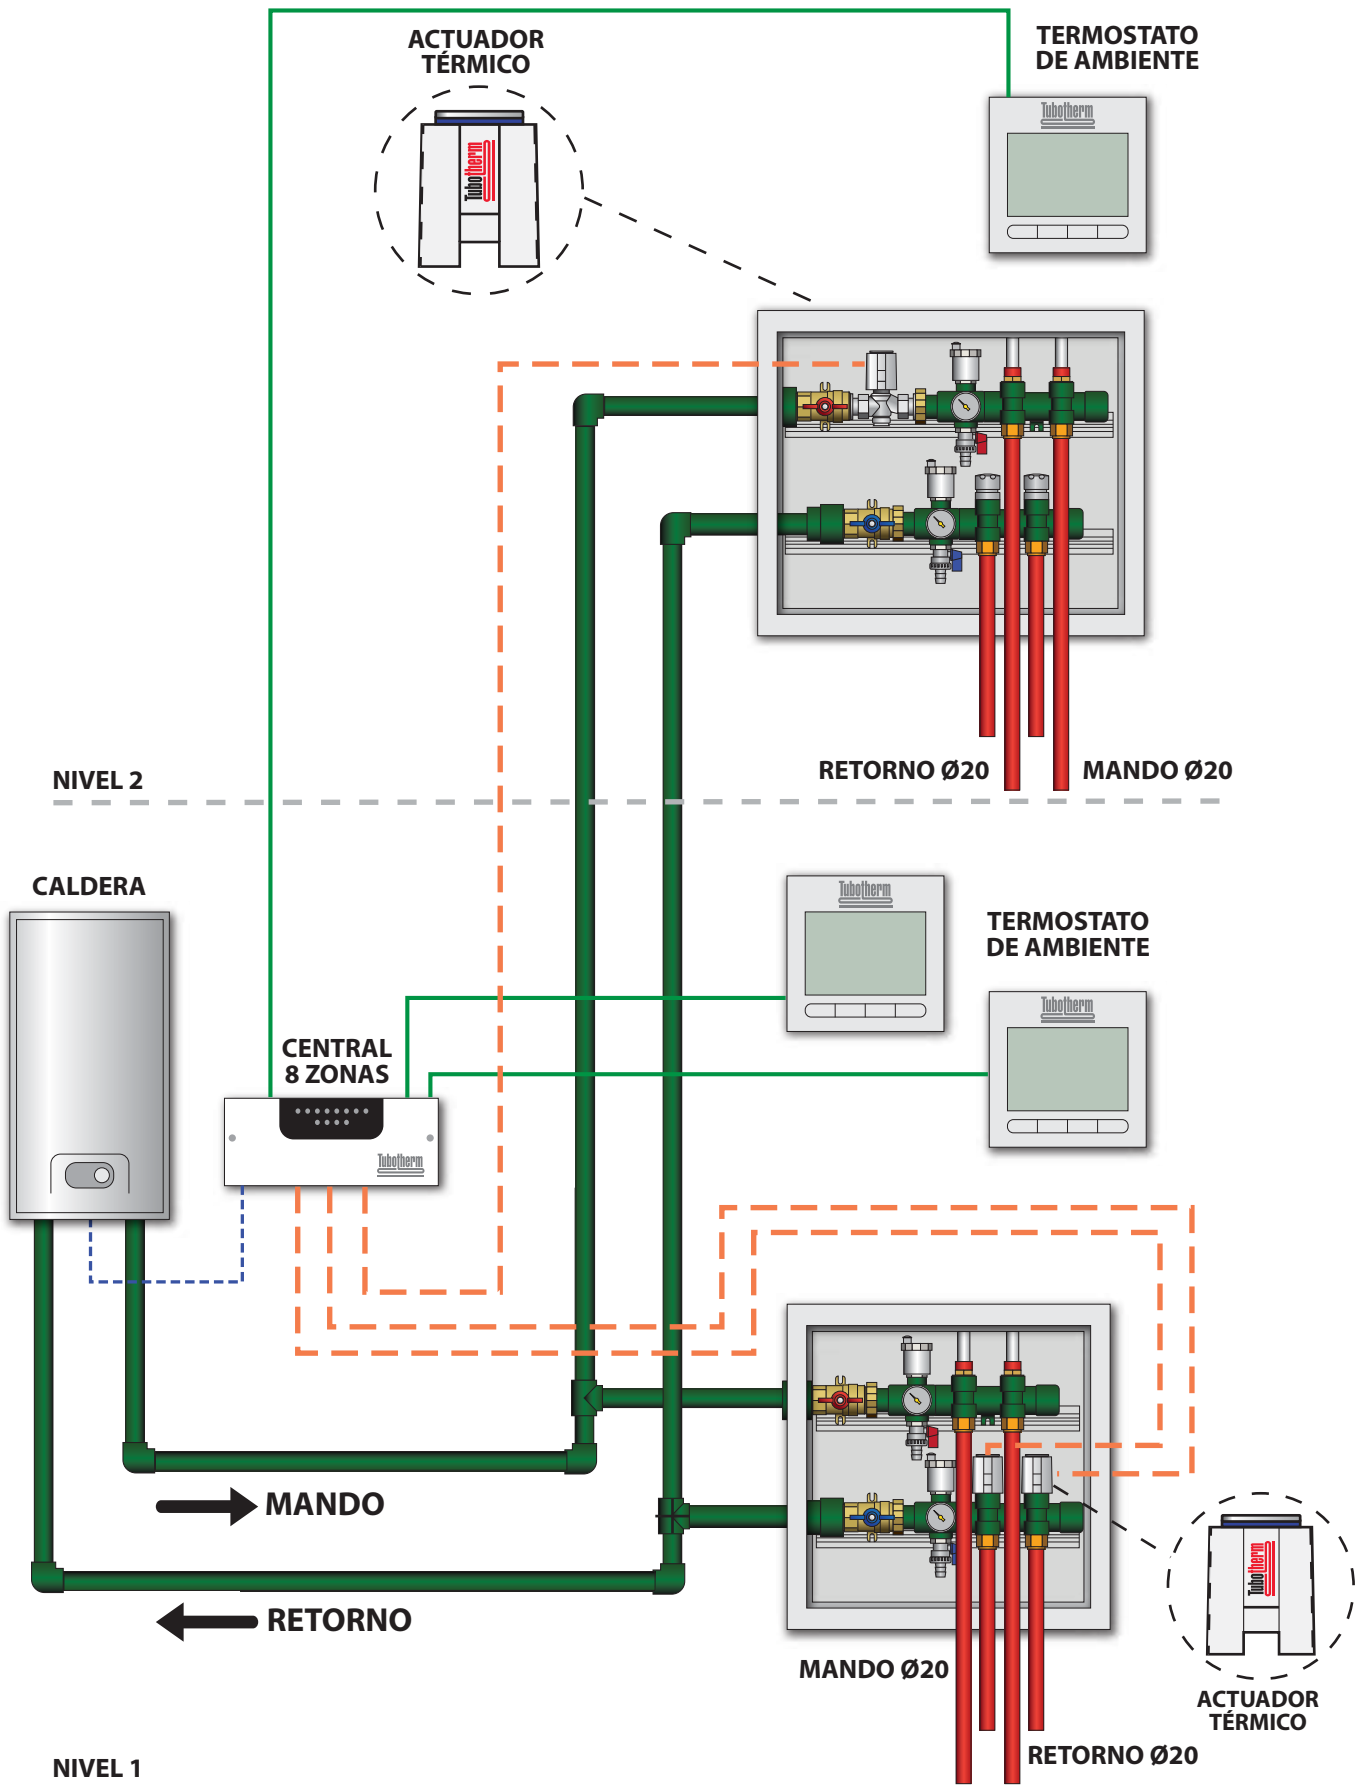 ACTUADOR
TÉRMICO
TERMOSTATO
DE AMBIENTE
Tubotherm
Tubotherm
RETORNO Ø20
MANDO Ø20
NIVEL 2
CALDERA
Tubotherm
TERMOSTATO
DE AMBIENTE
Tubotherm
CENTRAL
8 ZONAS
Tubotherm
MANDO
RETORNO
Tubotherm
MANDO Ø20
ACTUADOR
TÉRMICO
RETORNO Ø20
NIVEL 1